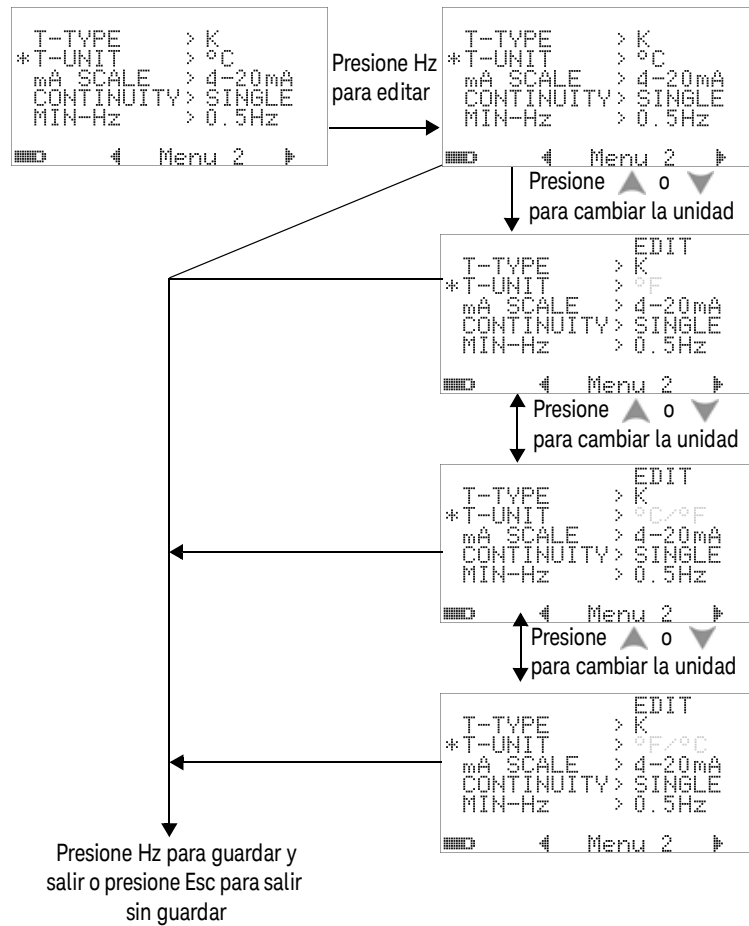 T-TYPE > K
*T-UNIT > °C
mA SCALE > 4-20mA
CONTINUITY > SINGLE
MIN-Hz > 0.5Hz
Menu 2
Presione Hz
para editar
T-TYPE > K
*T-UNIT > °C
mA SCALE > 4-20mA
CONTINUITY > SINGLE
MIN-Hz > 0.5Hz
Menu 2
Presione o
para cambiar la unidad
EDIT
T-TYPE > K
*T-UNIT > °F
mA SCALE > 4-20mA
CONTINUITY > SINGLE
MIN-Hz > 0.5Hz
Menu 2
Presione o
para cambiar la unidad
EDIT
T-TYPE > K
*T-UNIT > °C/°F
mA SCALE > 4-20mA
CONTINUITY > SINGLE
MIN-Hz > 0.5Hz
Menu 2
Presione o
para cambiar la unidad
EDIT
T-TYPE > K
*T-UNIT > °F/°C
mA SCALE > 4-20mA
CONTINUITY > SINGLE
MIN-Hz > 0.5Hz
Menu 2
Presione Hz para guardar y
salir o presione Esc para salir
sin guardar